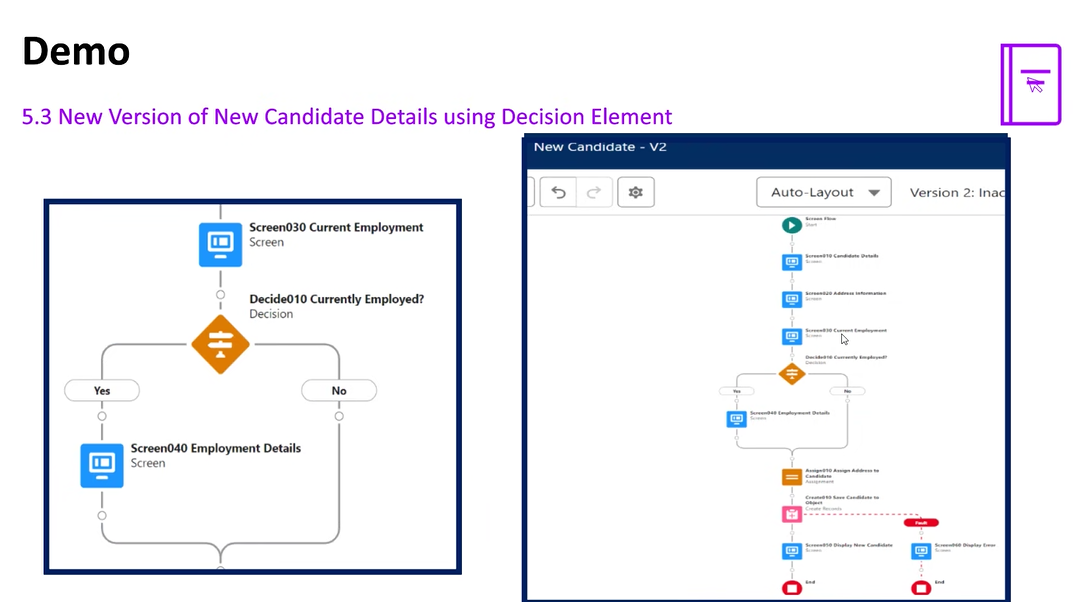 Demo
5.3 New Version of New Candidate Details using Decision Element
Screen030 Current Employment
Screen
Decide010 Currently Employed?
Decision
Yes
No
Screen040 Employment Details
Screen
New Candidate - V2
Auto-Layout
Version 2: Inac
Screen Flow
Start
Screen010 Candidate Details
Screen
Screen020 Address Information
Screen
Screen030 Current Employment
Screen
Decide010 Currently Employed?
Decision
Yes
No
Screen040 Employment Details
Screen
Assign010 Assign Address to
Candidate
Assignment
Create010 Save Candidate to
Object
Create Records
Fault
Screen050 Display New Candidate
Screen
Screen060 Display Error
Screen
End
End